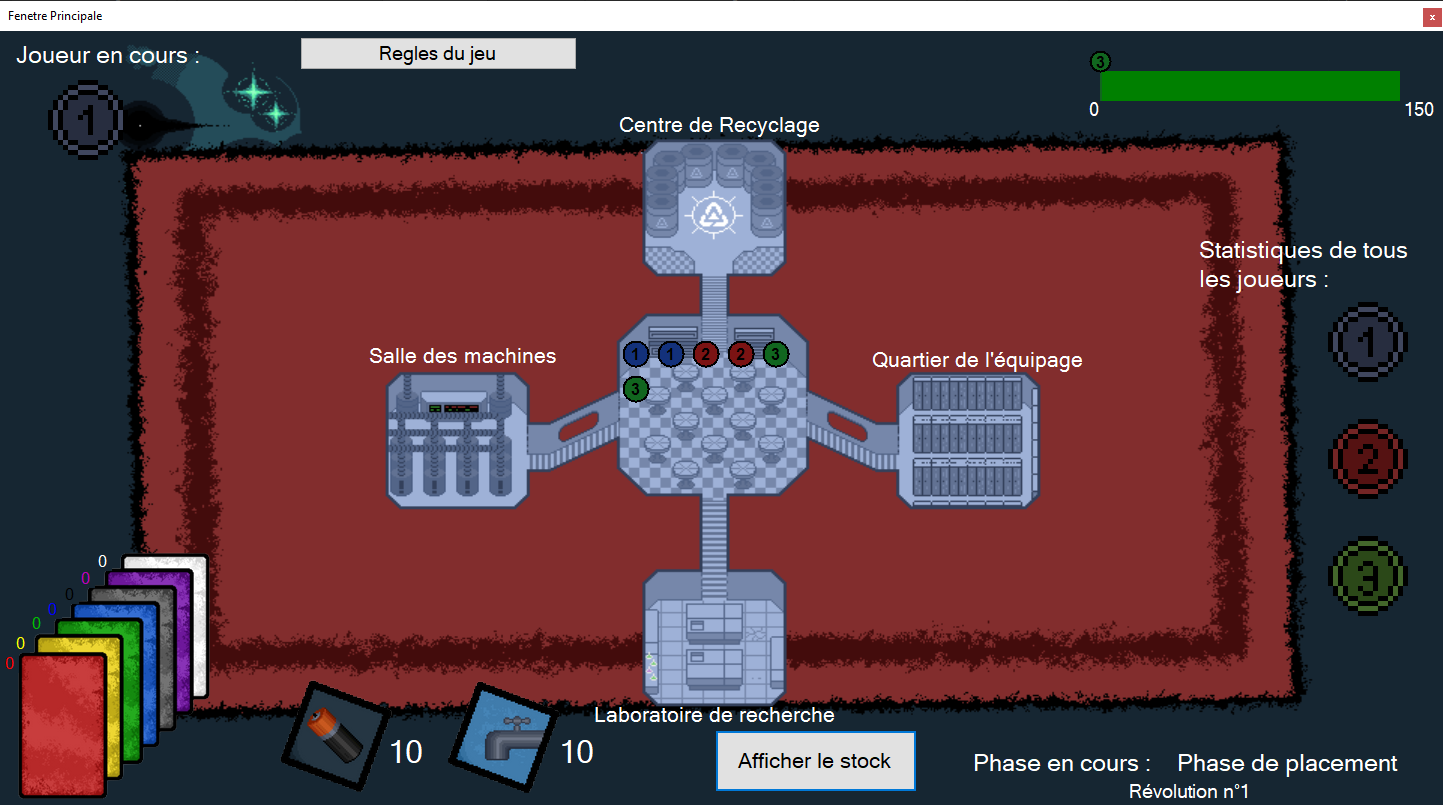 Fenetre Principale
x
Joueur en cours :
Regles du jeu
1
3
0
150
Centre de Recyclage
Statistiques de tous
les joueurs :
1
Salle des machines
1 1 2 2 3
3
Quartier de l'équipage
2
3
0
0
0
0
0
0
0
10
10
Laboratoire de recherche
Afficher le stock
Phase en cours : Phase de placement
Révolution n°1